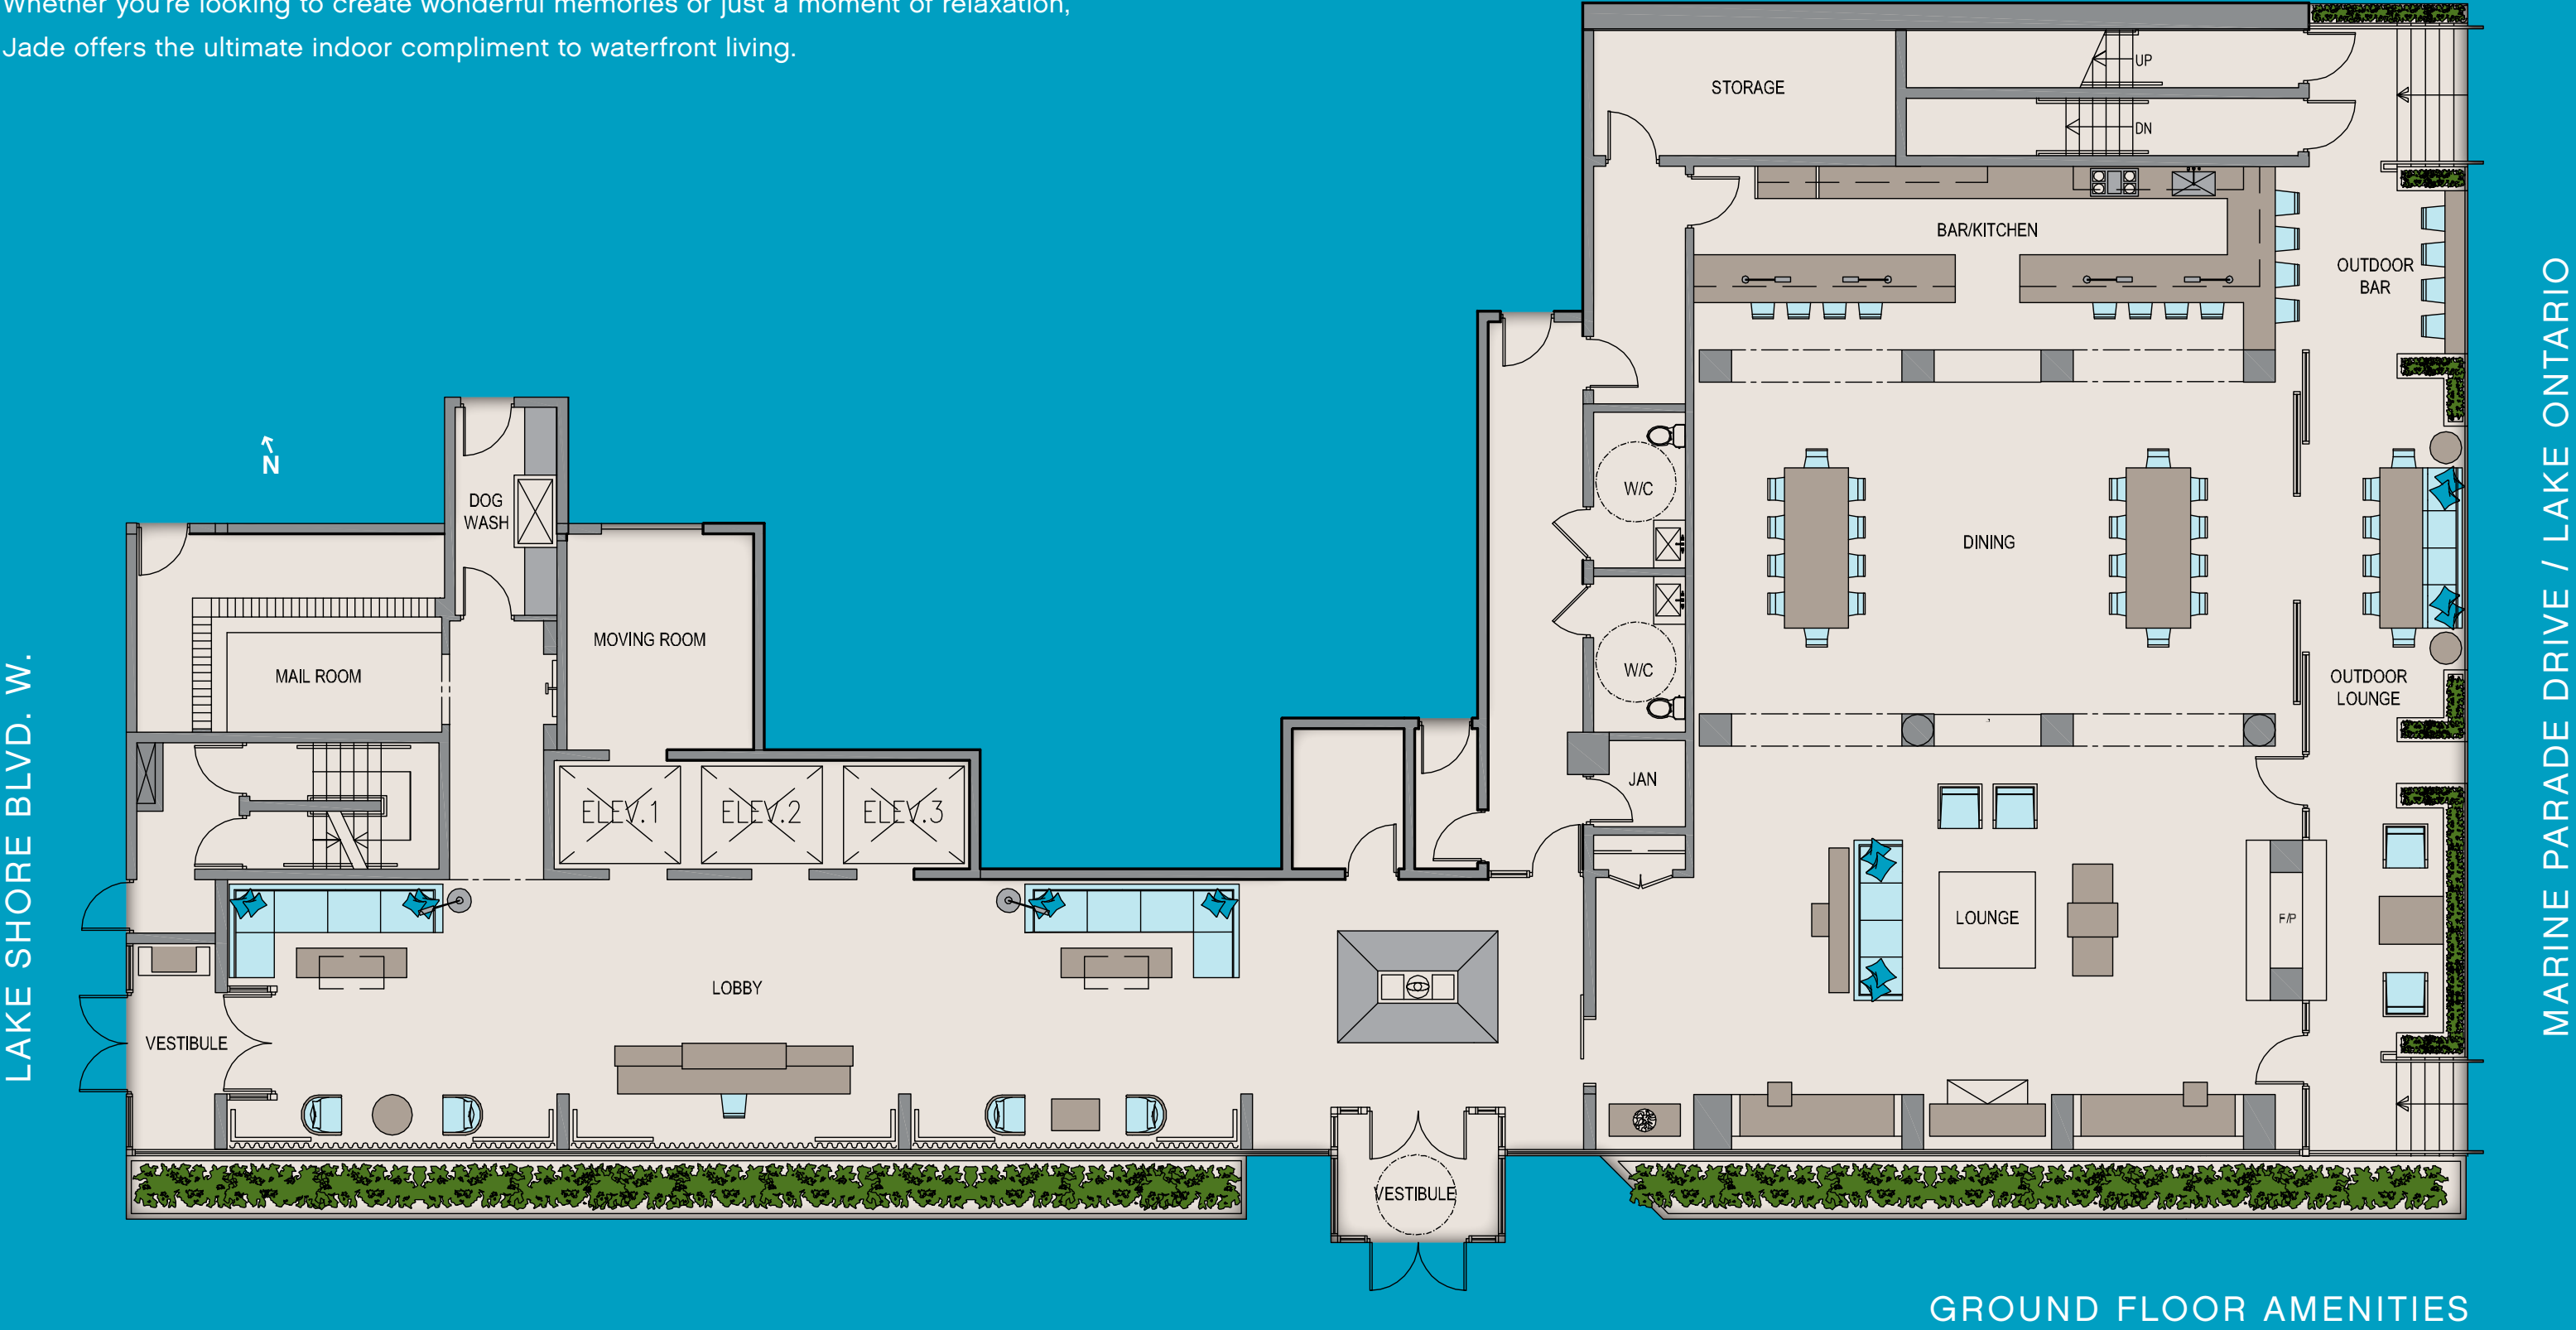 Whether you're looking to create wonderful memories or just a moment of relaxation,
Jade offers the ultimate indoor compliment to waterfront living.
STORAGE
UP
DN
BAR/KITCHEN
OUTDOOR
BAR
N
DOG
WASH
W/C
DINING
MOVING ROOM
MAIL ROOM
W/C
OUTDOOR
LOUNGE
JAN
ELEV.1
ELEV.2
ELEV.3
LOUNGE
F/P
LOBBY
VESTIBULE
VESTIBULE
LAKE SHORE BLVD. W.
MARINE PARADE DRIVE / LAKE ONTARIO
GROUND FLOOR AMENITIES